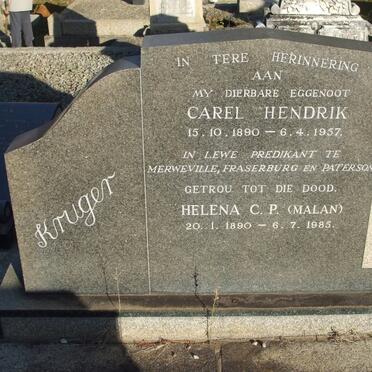 Kruger
IN TERE HERINNERING
AAN
MY DIERBARE EGGENOOT
CAREL HENDRIK
15.10.1890 – 6.4.1957.
IN LEWE PREDIKANT TE
MERWEVILLE, FRASERBURG EN PATERSON
GETROU TOT DIE DOOD.
HELENA C.P. (MALAN)
20.1.1890 – 6.7.1985.